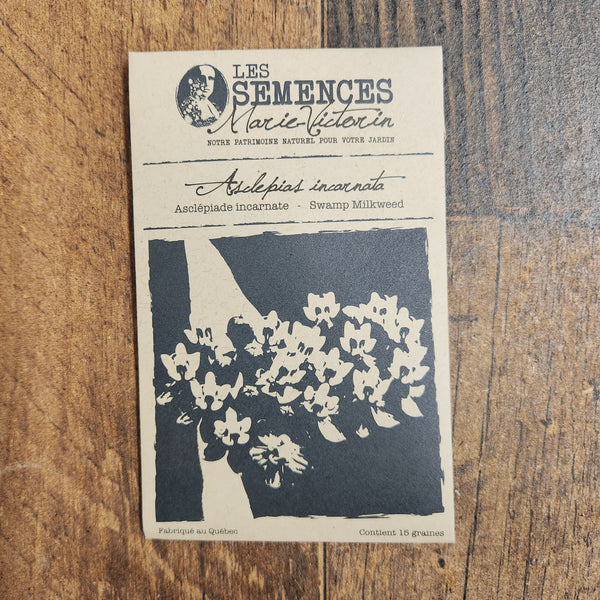 LES
SEMENCES
Marie-Victorin
NOTRE PATRIMOINE NATUREL POUR VOTRE JARDIN
Asclepias incarnata
Asclépiade incarnate - Swamp Milkweed
Fabriqué au Québec
Contient 15 graines